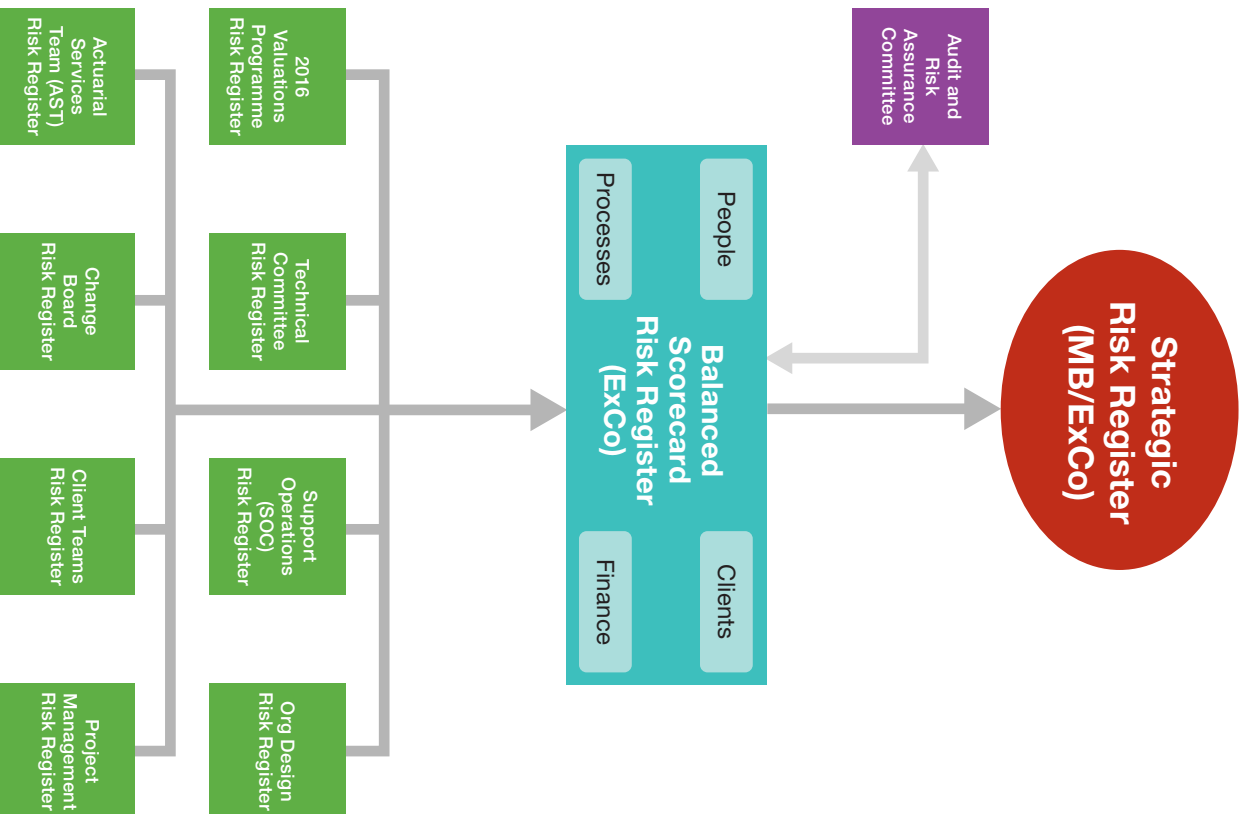 Strategic
Risk Register
(MB/ExCo)
Audit and
Risk
Assurance
Committee
People
Clients
Balanced
Scorecard
Risk Register
(ExCo)
Processes
Finance
2016
Valuations
Programme
Risk Register
Technical
Committee
Risk Register
Support
Operations
(SOC)
Risk Register
Org Design
Risk Register
Actuarial
Services
Team (AST)
Risk Register
Change
Board
Risk Register
Client Teams
Risk Register
Project
Management
Risk Register